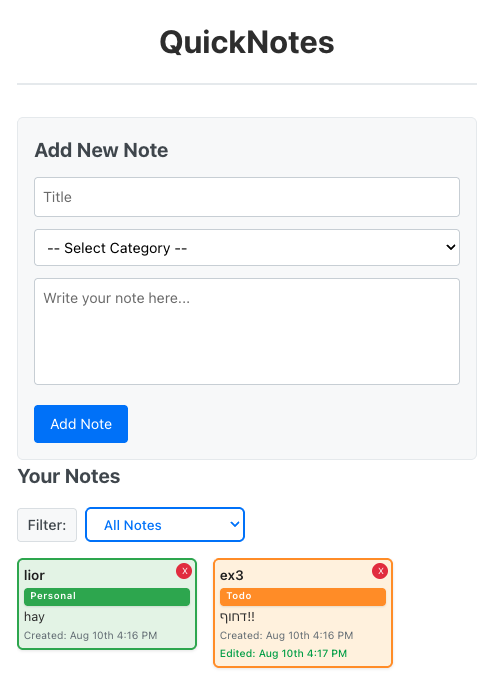 QuickNotes
Add New Note
Title
-- Select Category --
Write your note here...
Add Note
Your Notes
Filter:
All Notes
lior
x
Personal
hay
Created: Aug 10th 4:16 PM
ex3
x
Todo
דחוף!!
Created: Aug 10th 4:16 PM
Edited: Aug 10th 4:17 PM